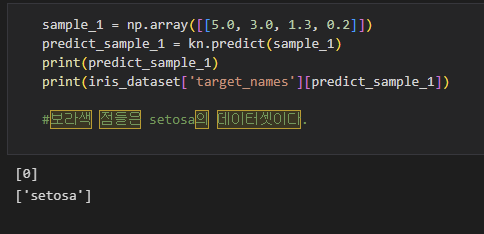 sample_1 = np.array([[5.0, 3.0, 1.3, 0.2]])
predict_sample_1 = kn.predict(sample_1)
print(predict_sample_1)
print(iris_dataset['target_names'][predict_sample_1])
#보라색 점들은 setosa의 데이터셋이다.
[0]
['setosa']